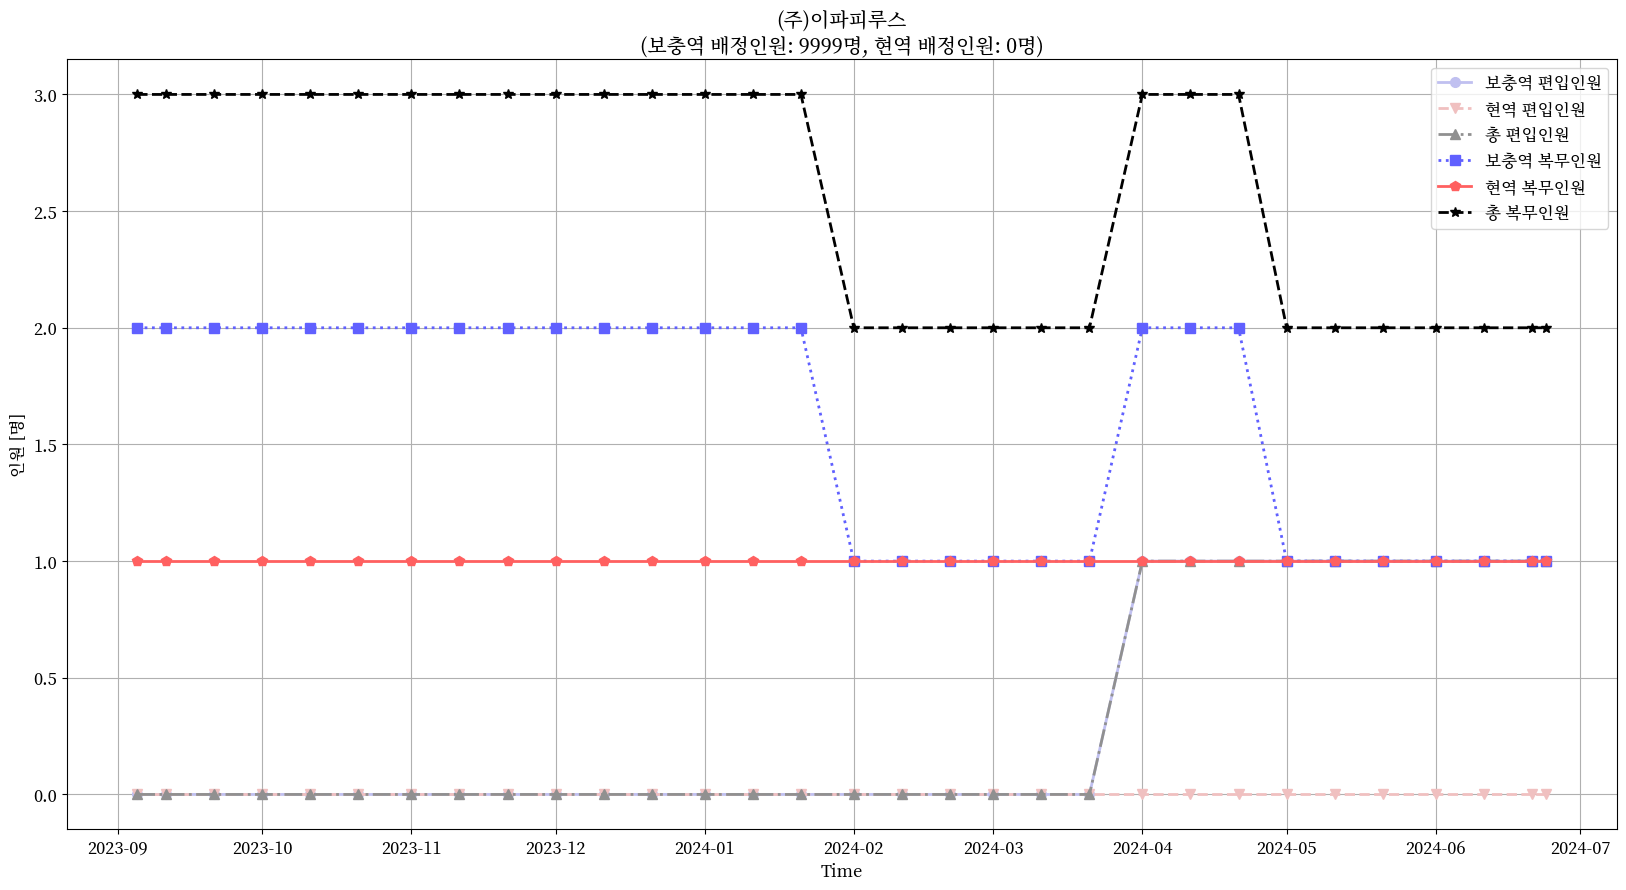 (주)이파피루스
(보충역 배정인원: 9999명, 현역 배정인원: 0명)
보충역 편입인원
현역 편입인원
총 편입인원
보충역 복무인원
현역 복무인원
총 복무인원
인원 [명]
3.0
2.5
2.0
1.5
1.0
0.5
0.0
2023-09 2023-10 2023-11 2023-12 2024-01 2024-02 2024-03 2024-04 2024-05 2024-06 2024-07
Time